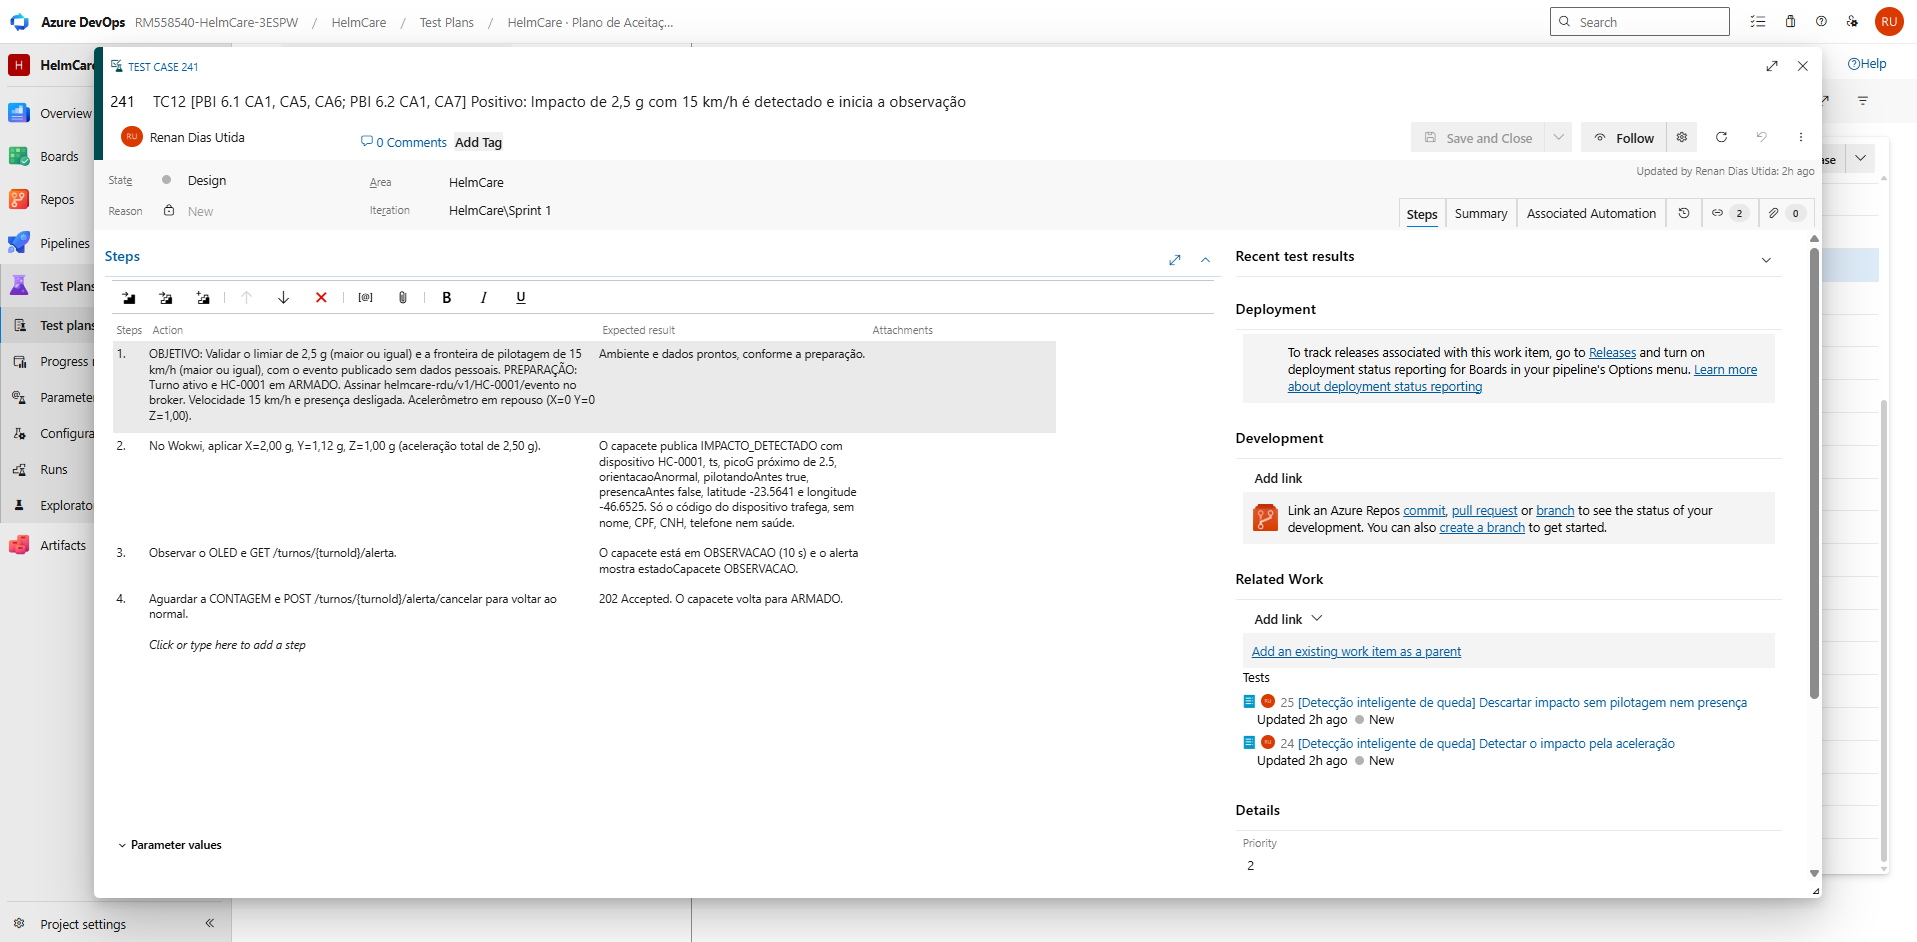 Azure DevOps RM558540-HelmCare-3ESPW / HelmCare / Test Plans / HelmCare · Plano de Aceitaç...
Search
RU
H HelmCare
Help
TEST CASE 241
241 TC12 [PBI 6.1 CA1, CA5, CA6; PBI 6.2 CA1, CA7] Positivo: Impacto de 2,5 g com 15 km/h é detectado e inicia a observação
RU Renan Dias Utida
0 Comments Add Tag
Save and Close
Follow
State Design
Area HelmCare
Updated by Renan Dias Utida: 2h ago
Reason New
Iteration HelmCare\Sprint 1
Steps Summary Associated Automation 2 0
Overview
Boards
Repos
Pipelines
Test Plans
Test plans
Progress r
Paramete
Configura
Runs
Explorato
Artifacts
Project settings
Steps
B I U
Steps Action Expected result Attachments
1. OBJETIVO: Validar o limiar de 2,5 g (maior ou igual) e a fronteira de pilotagem de 15
km/h (maior ou igual), com o evento publicado sem dados pessoais. PREPARAÇÃO:
Turno ativo e HC-0001 em ARMADO. Assinar helmcare-rdu/v1/HC-0001/evento no
broker. Velocidade 15 km/h e presença desligada. Acelerômetro em repouso (X=0 Y=0
Z=1,00).
Ambiente e dados prontos, conforme a preparação.
2. No Wokwi, aplicar X=2,00 g, Y=1,12 g, Z=1,00 g (aceleração total de 2,50 g).
O capacete publica IMPACTO_DETECTADO com
dispositivo HC-0001, ts, picoG próximo de 2.5,
orientacaoAnormal, pilotandoAntes true,
presencaAntes false, latitude -23.5641 e longitude
-46.6525. Só o código do dispositivo trafega, sem
nome, CPF, CNH, telefone nem saúde.
3. Observar o OLED e GET /turnos/{turnoId}/alerta.
O capacete está em OBSERVACAO (10 s) e o alerta
mostra estadoCapacete OBSERVACAO.
4. Aguardar a CONTAGEM e POST /turnos/{turnoId}/alerta/cancelar para voltar ao
normal.
202 Accepted. O capacete volta para ARMADO.
Click or type here to add a step
Parameter values
Recent test results
Deployment
To track releases associated with this work item, go to Releases and turn on
deployment status reporting for Boards in your pipeline's Options menu. Learn more
about deployment status reporting
Development
Add link
Link an Azure Repos commit, pull request or branch to see the status of your
development. You can also create a branch to get started.
Related Work
Add link
Add an existing work item as a parent
Tests
25 [Detecção inteligente de queda] Descartar impacto sem pilotagem nem presença
Updated 2h ago New
24 [Detecção inteligente de queda] Detectar o impacto pela aceleração
Updated 2h ago New
Details
Priority
2